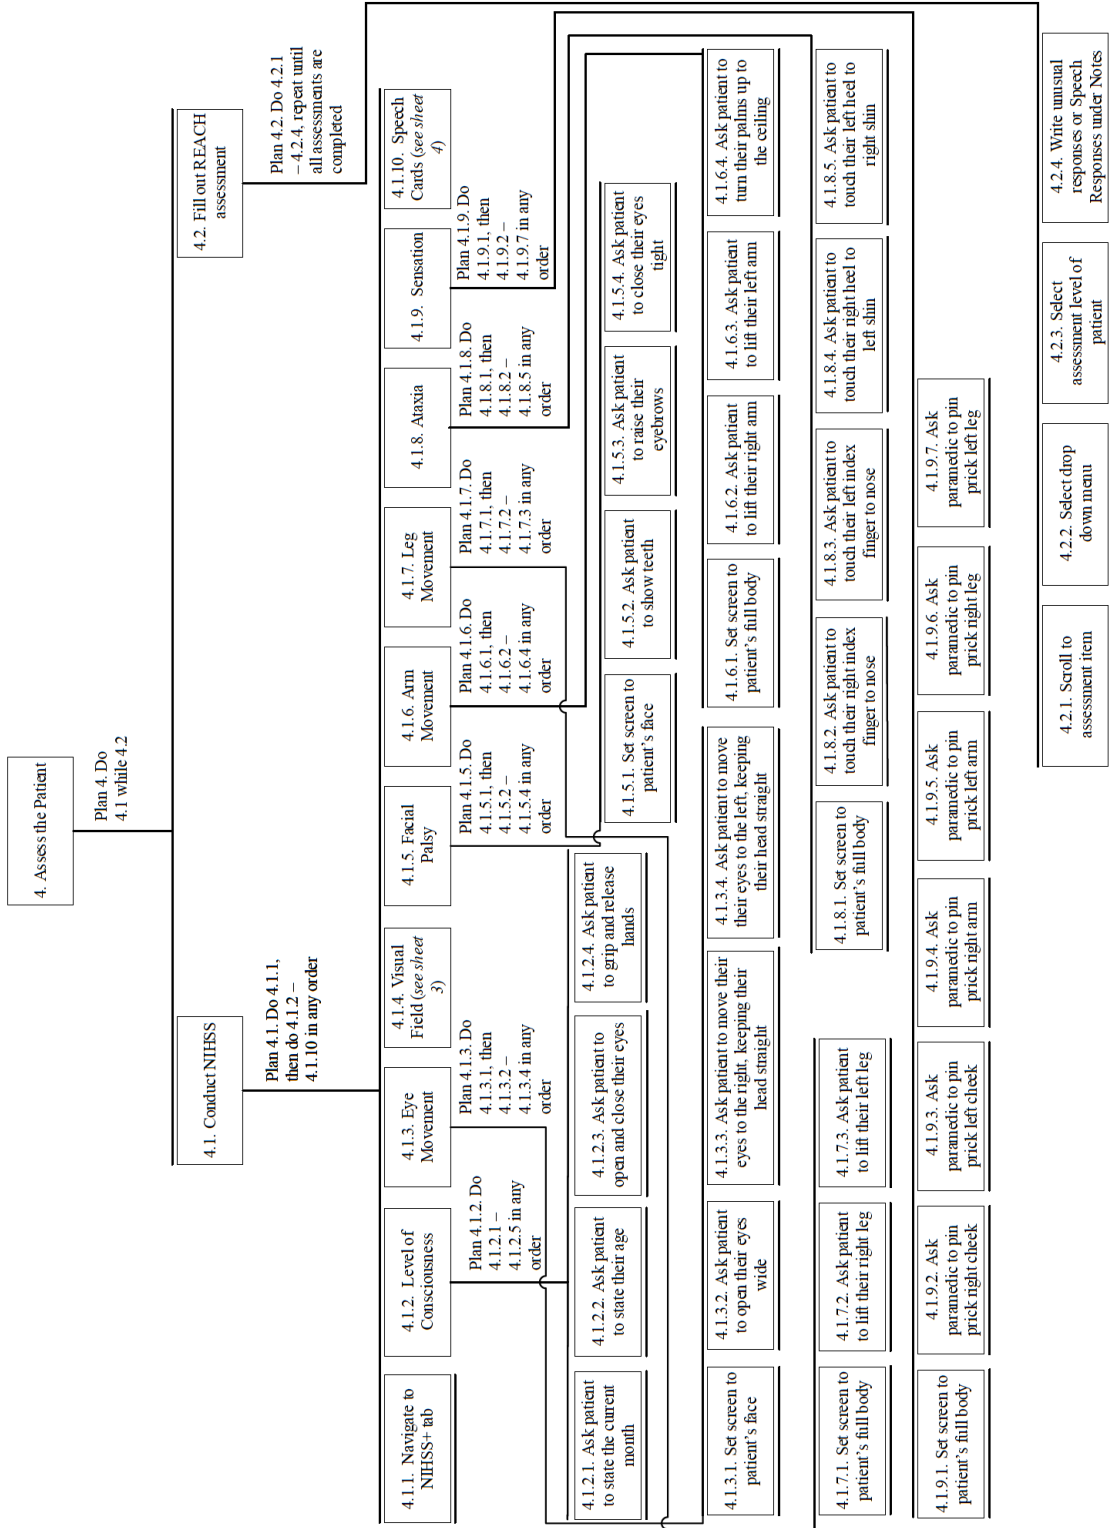 4. Assess the Patient
Plan 4. Do
4.1 while 4.2
4.1. Conduct NIHSS
4.2. Fill out REACH
assessment
Plan 4.1. Do 4.1.1,
then do 4.1.2 –
4.1.10 in any order
Plan 4.2. Do 4.2.1
– 4.2.4, repeat until
all assessments are
completed
4.1.1. Navigate to
NIHSS+ tab
4.1.2. Level of
Consciousness
4.1.3. Eye
Movement
4.1.4. Visual
Field (see sheet
3)
4.1.5. Facial
Palsy
4.1.6. Arm
Movement
4.1.7. Leg
Movement
4.1.8. Ataxia
4.1.9. Sensation
4.1.10. Speech
Cards (see sheet
4)
Plan 4.1.2. Do
4.1.2.1 –
4.1.2.5 in any
order
Plan 4.1.3. Do
4.1.3.1, then
4.1.3.2 –
4.1.3.4 in any
order
Plan 4.1.5. Do
4.1.5.1, then
4.1.5.2 –
4.1.5.4 in any
order
Plan 4.1.6. Do
4.1.6.1, then
4.1.6.2 –
4.1.6.4 in any
order
Plan 4.1.7. Do
4.1.7.1, then
4.1.7.2 –
4.1.7.3 in any
order
Plan 4.1.8. Do
4.1.8.1, then
4.1.8.2 –
4.1.8.5 in any
order
Plan 4.1.9. Do
4.1.9.1, then
4.1.9.2 –
4.1.9.7 in any
order
4.1.2.1. Ask patient
to state the current
month
4.1.2.2. Ask patient
to state their age
4.1.2.3. Ask patient to
open and close their eyes
4.1.2.4. Ask patient
to grip and release
hands
4.1.5.1. Set screen to
patient's face
4.1.5.2. Ask patient
to show teeth
4.1.5.3. Ask patient
to raise their
eyebrows
4.1.5.4. Ask patient
to close their eyes
tight
4.1.3.1. Set screen to
patient's face
4.1.3.2. Ask patient
to open their eyes
wide
4.1.3.3. Ask patient to move their
eyes to the right, keeping their
head straight
4.1.3.4. Ask patient to move
their eyes to the left, keeping
their head straight
4.1.6.1. Set screen to
patient's full body
4.1.6.2. Ask patient
to lift their right arm
4.1.6.3. Ask patient
to lift their left arm
4.1.6.4. Ask patient to
turn their palms up to
the ceiling
4.1.7.1. Set screen to
patient's full body
4.1.7.2. Ask patient
to lift their right leg
4.1.7.3. Ask patient
to lift their left leg
4.1.8.1. Set screen to
patient's full body
4.1.8.2. Ask patient to
touch their right index
finger to nose
4.1.8.3. Ask patient to
touch their left index
finger to nose
4.1.8.4. Ask patient to
touch their right heel to
left shin
4.1.8.5. Ask patient to
touch their left heel to
right shin
4.1.9.1. Set screen to
patient's full body
4.1.9.2. Ask
paramedic to pin
prick right cheek
4.1.9.3. Ask
paramedic to pin
prick left cheek
4.1.9.4. Ask
paramedic to pin
prick right arm
4.1.9.5. Ask
paramedic to pin
prick left arm
4.1.9.6. Ask
paramedic to pin
prick right leg
4.1.9.7. Ask
paramedic to pin
prick left leg
4.2.1. Scroll to
assessment item
4.2.2. Select drop
down menu
4.2.3. Select
assessment level of
patient
4.2.4. Write unusual
responses or Speech
Responses under Notes